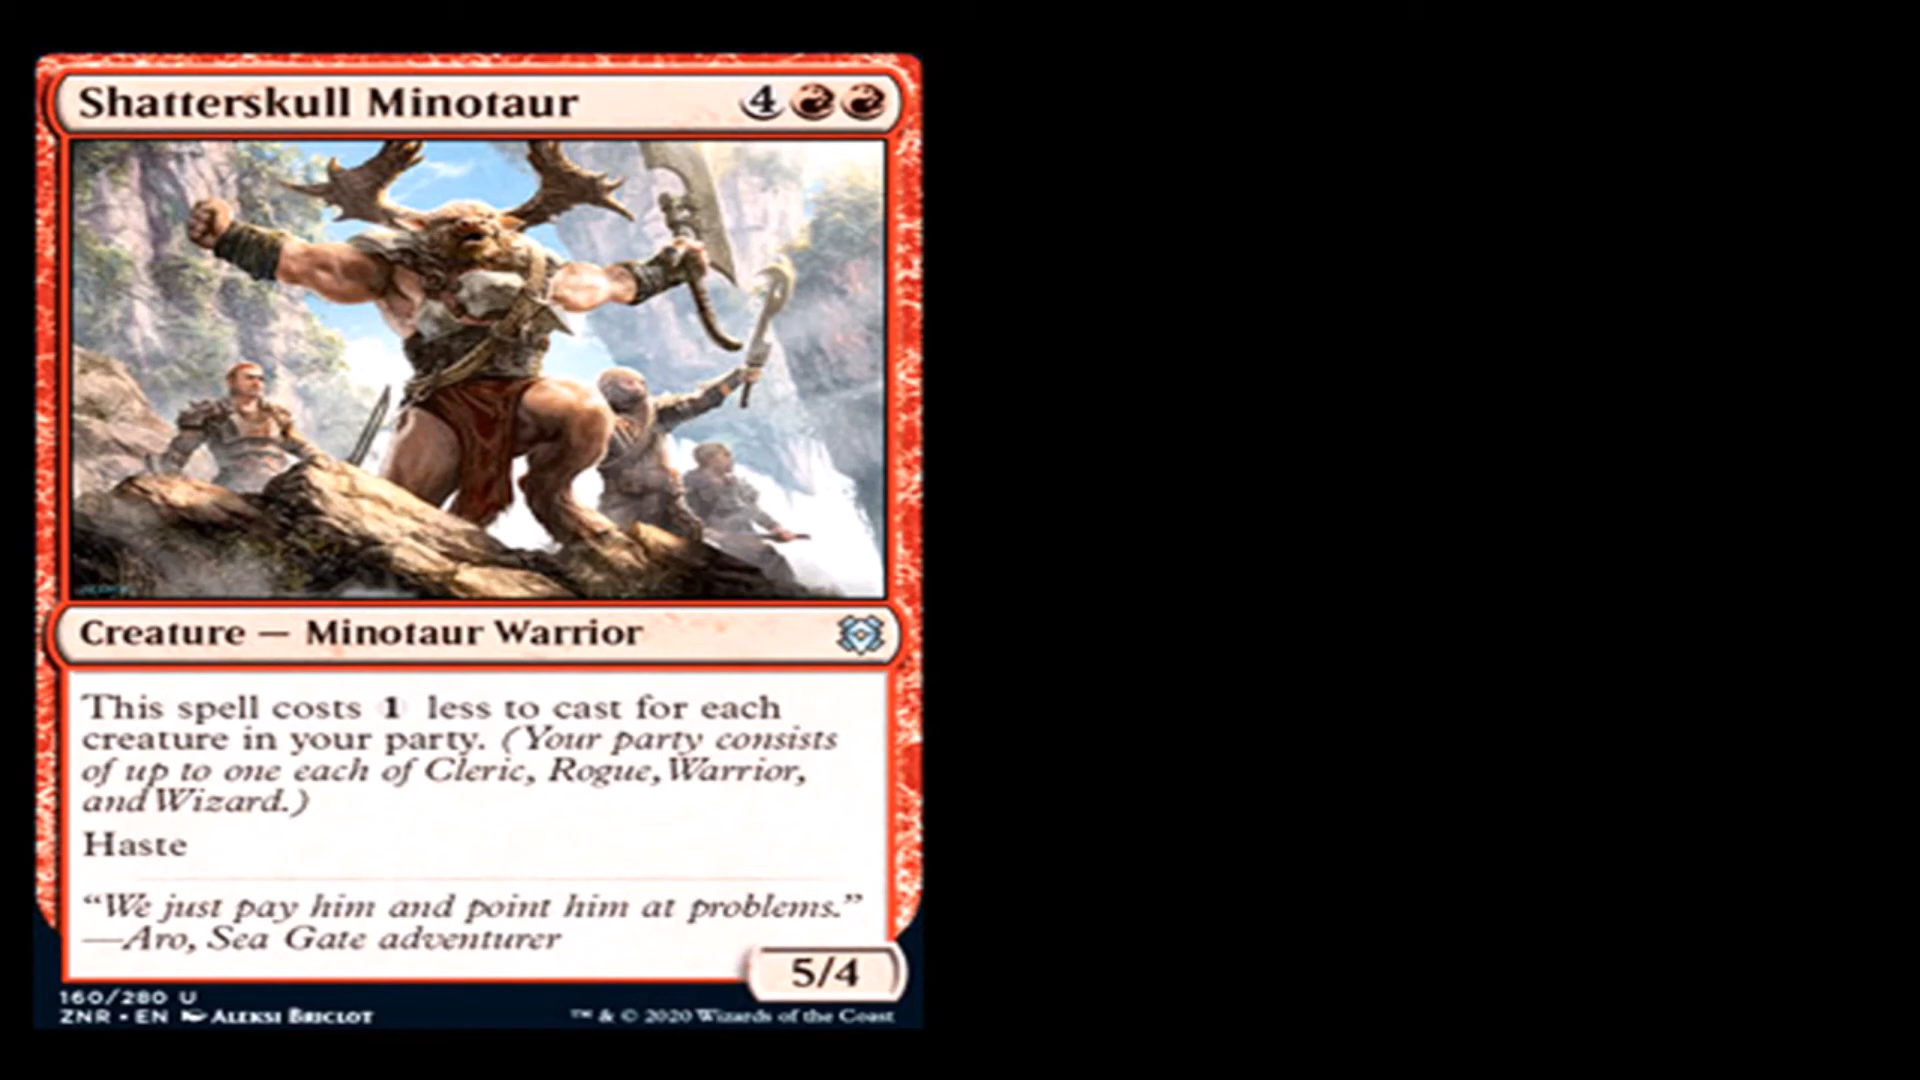 Shatterskull Minotaur 4
Creature — Minotaur Warrior
This spell costs 1 less to cast for each
creature in your party. (Your party consists
of up to one each of Cleric, Rogue, Warrior,
and Wizard.)
Haste
“We just pay him and point him at problems.”
—Aro, Sea Gate adventurer
5/4
160/280 U
ZNR • EN Aleksi Briclot
™ & © 2020 Wizards of the Coast